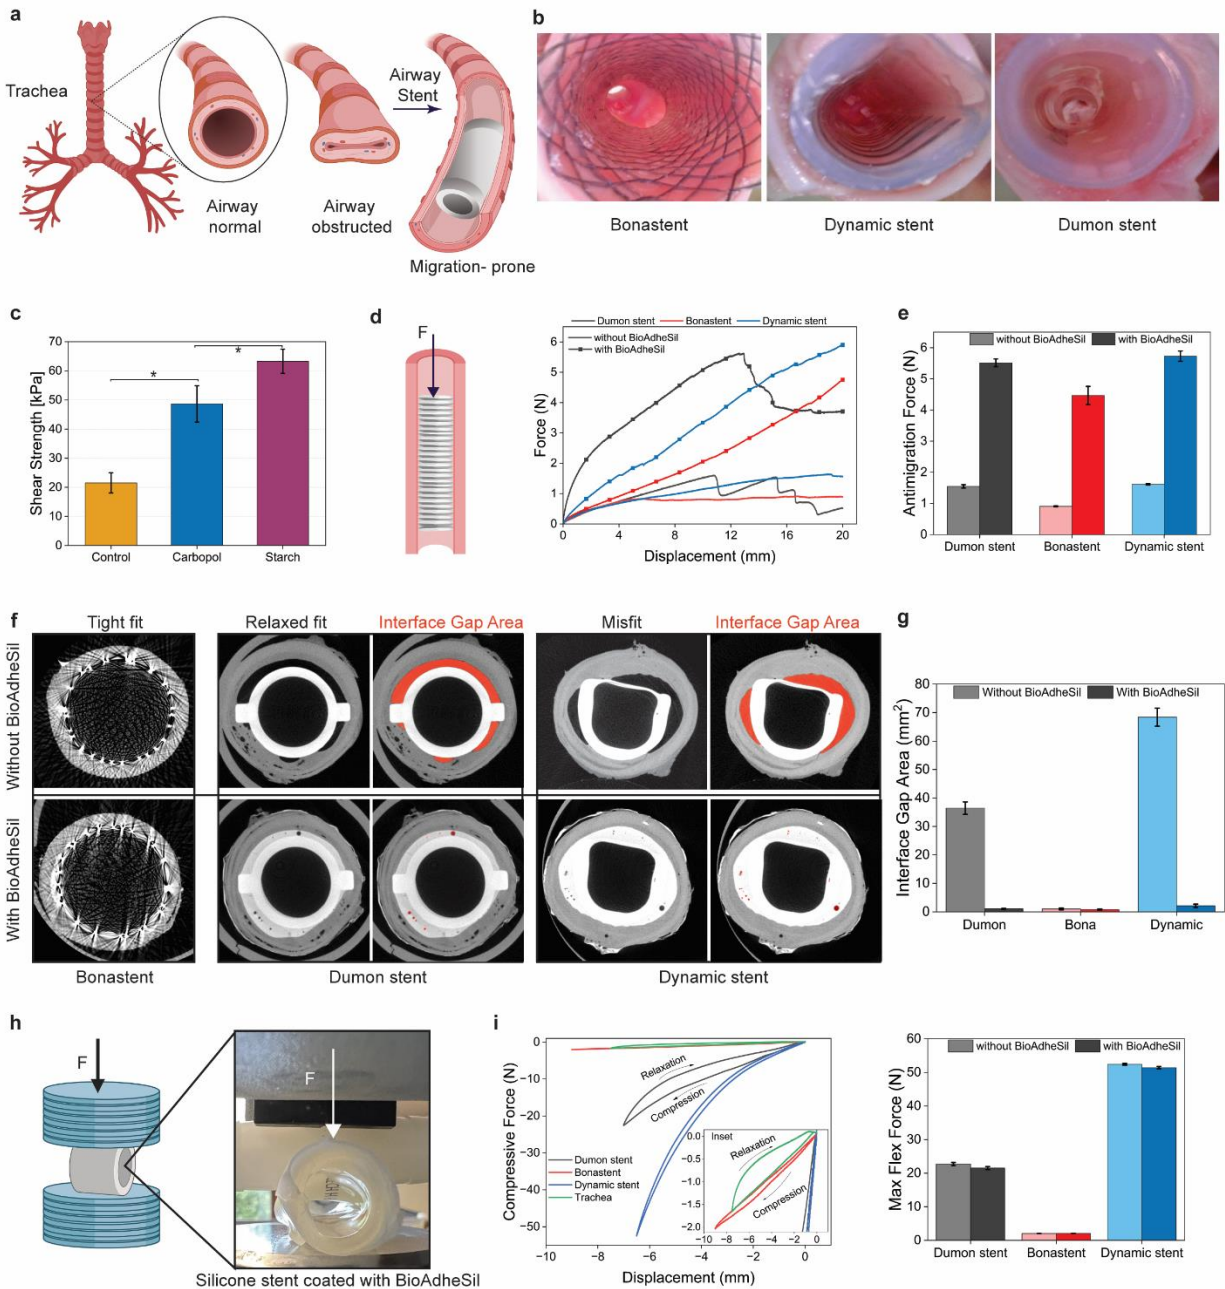 a
Trachea
Airway
normal
Airway
obstructed
Airway
Stent
Migration- prone
b
Bonastent
Dynamic stent
Dumon stent
c
Shear Strength [kPa]
70
60
50
40
30
20
10
0
*
*
Control
Carbopol
Starch
d
F
Dumon stent
Bonastent
Dynamic stent
without BioAdheSil
with BioAdheSil
Force (N)
6
5
4
3
2
1
0
0
4
8
12
16
20
Displacement (mm)
e
without BioAdheSil
with BioAdheSil
Antimigration Force (N)
6
5
4
3
2
1
0
Dumon stent
Bonastent
Dynamic stent
f
Tight fit
Relaxed fit
Interface Gap Area
Misfit
Interface Gap Area
Without BioAdheSil
With BioAdheSil
Bonastent
Dumon stent
Dynamic stent
g
Without BioAdheSil
With BioAdheSil
Interface Gap Area (mm2)
80
70
60
50
40
30
20
10
0
Dumon
Bona
Dynamic
h
F
F
Silicone stent coated with BioAdheSil
i
Compressive Force (N)
0
−10
−20
−30
−40
−50
Relaxation
Compression
Dumon stent
Bonastent
Dynamic stent
Trachea
Inset
0.0
−0.5
−1.0
−1.5
−2.0
Relaxation
Compression
−10
−8
−6
−4
−2
0
−10
−8
−6
−4
−2
0
Displacement (mm)
without BioAdheSil
with BioAdheSil
Max Flex Force (N)
60
50
40
30
20
10
0
Dumon stent
Bonastent
Dynamic stent